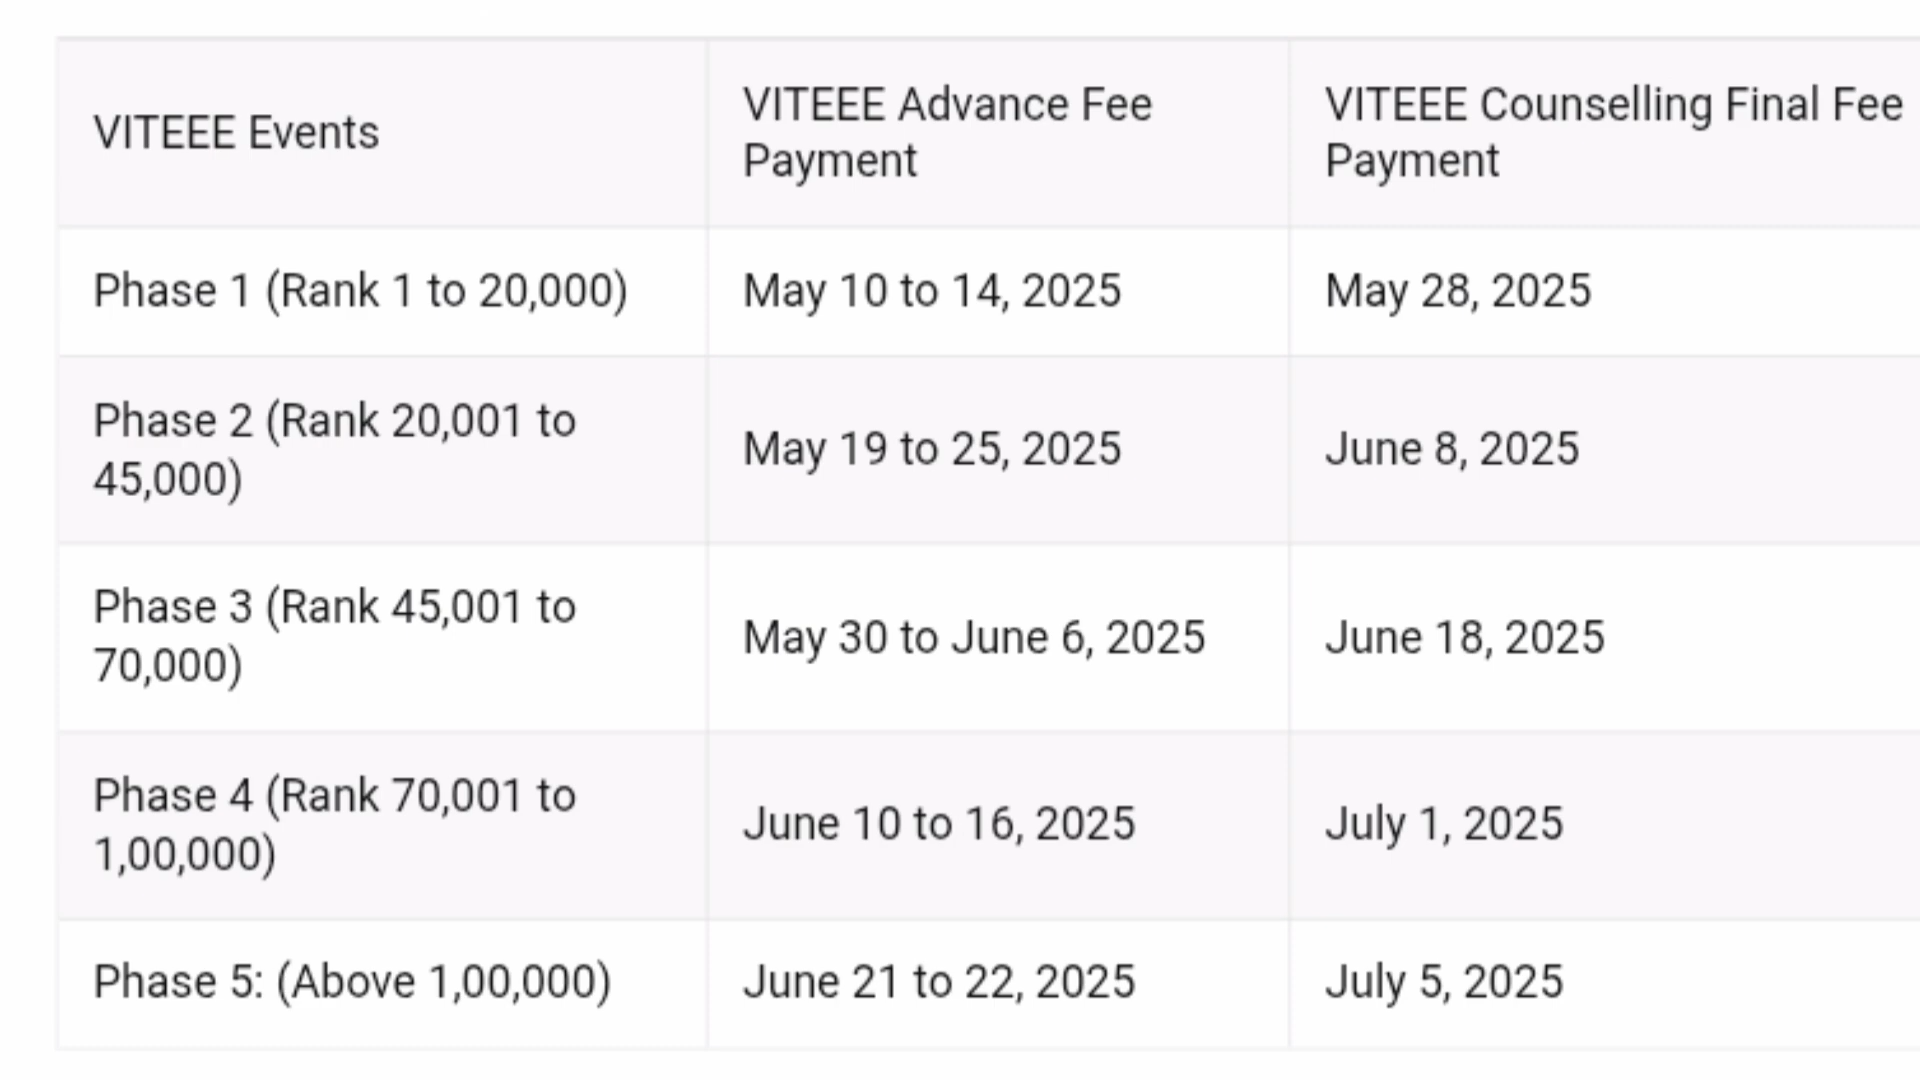 VITEEE Events
VITEEE Advance Fee
Payment
VITEEE Counselling Final Fee
Payment
Phase 1 (Rank 1 to 20,000)
May 10 to 14, 2025
May 28, 2025
Phase 2 (Rank 20,001 to
45,000)
May 19 to 25, 2025
June 8, 2025
Phase 3 (Rank 45,001 to
70,000)
May 30 to June 6, 2025
June 18, 2025
Phase 4 (Rank 70,001 to
1,00,000)
June 10 to 16, 2025
July 1, 2025
Phase 5: (Above 1,00,000)
June 21 to 22, 2025
July 5, 2025